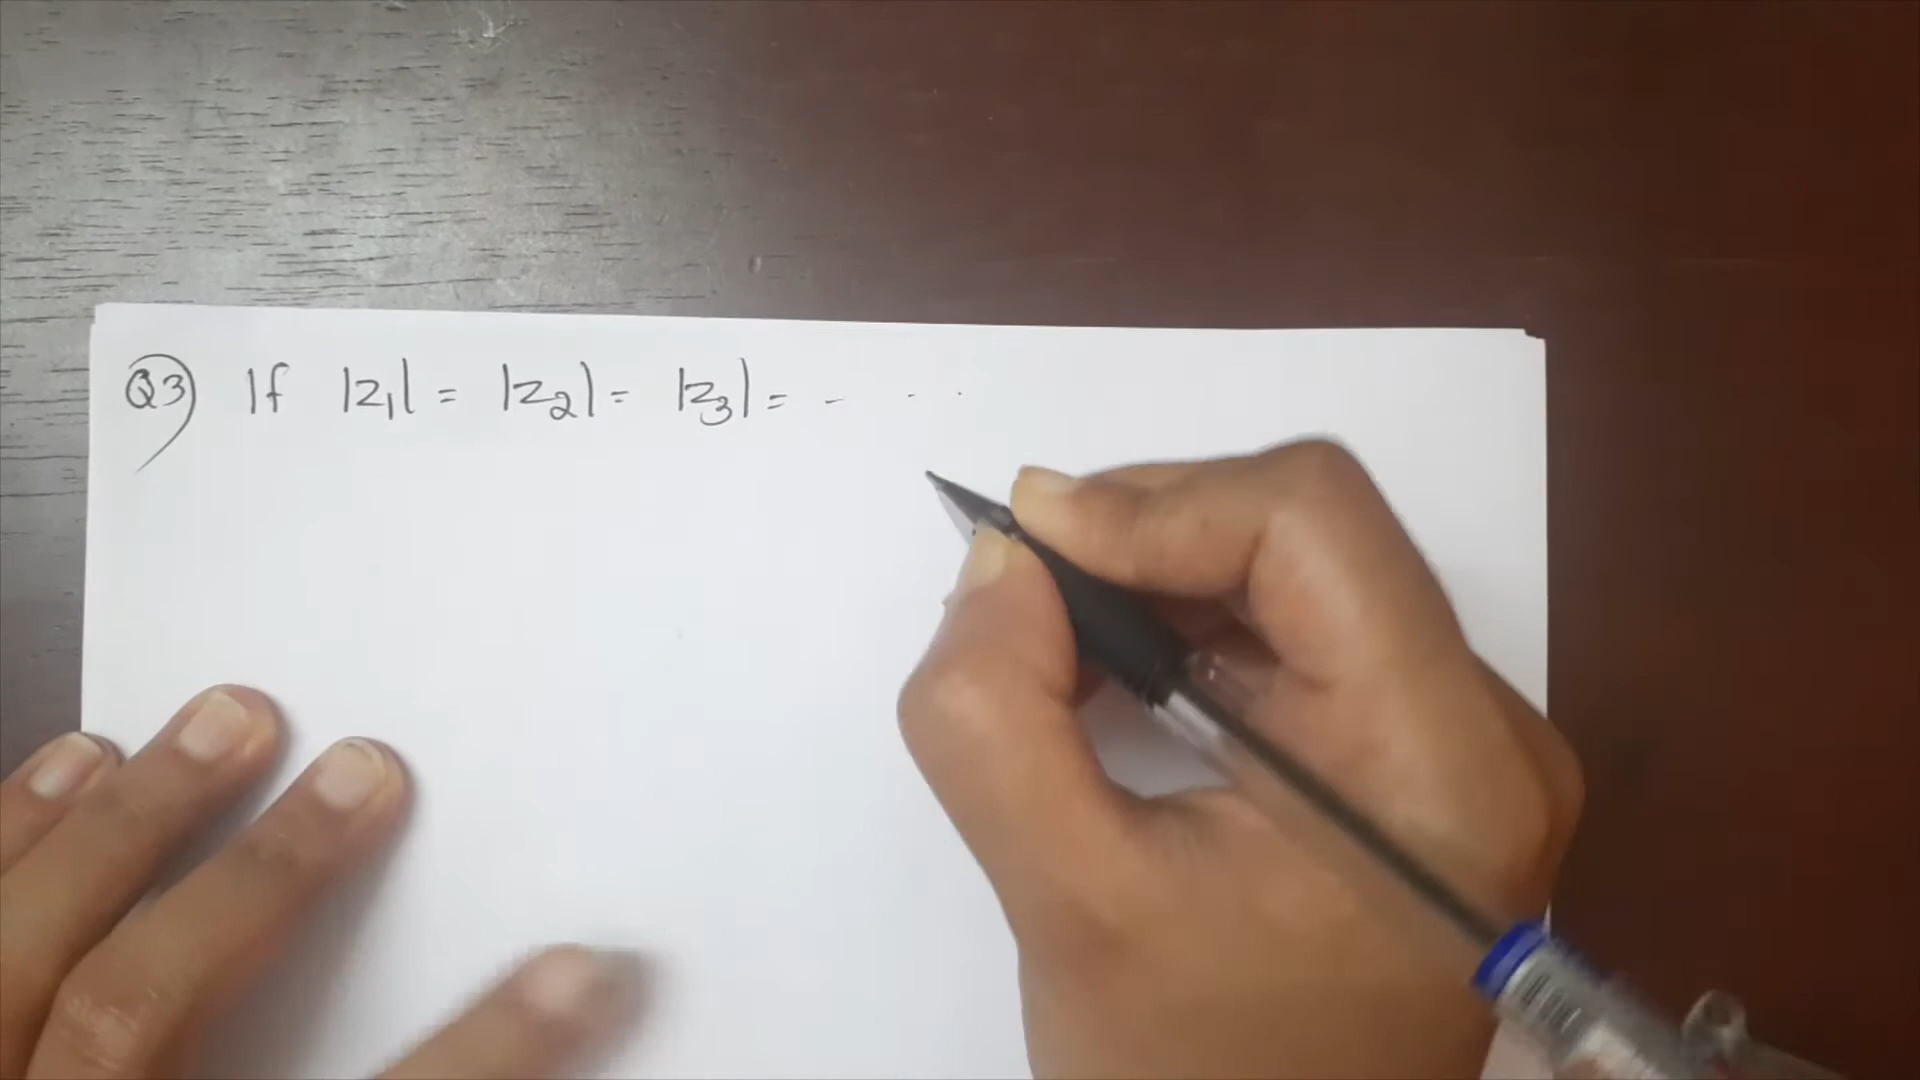 Q3) If |z₁| = |z₂| = |z₃| = - - - .